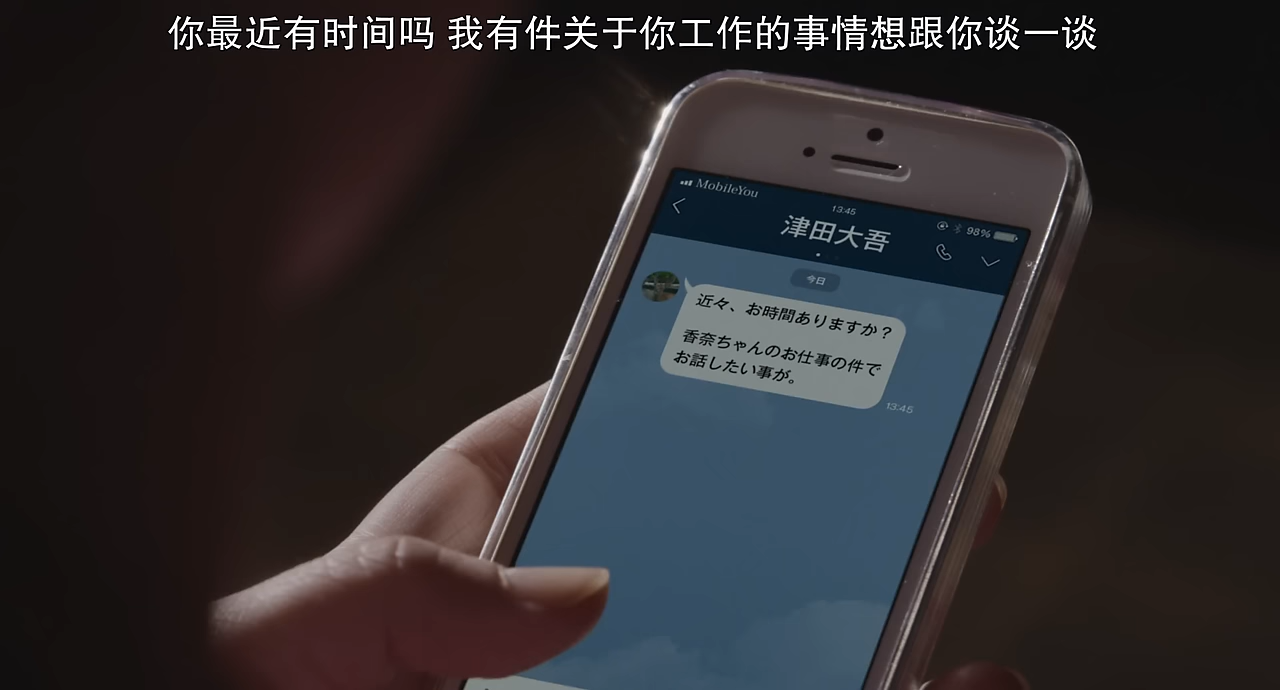 你最近有时间吗 我有件关于你工作的事情想跟你谈一谈
MobileYou
13:45
98%
津田大吾
今日
近々、お時間ありますか？
香奈ちゃんのお仕事の件で
お話したい事が。
13:45